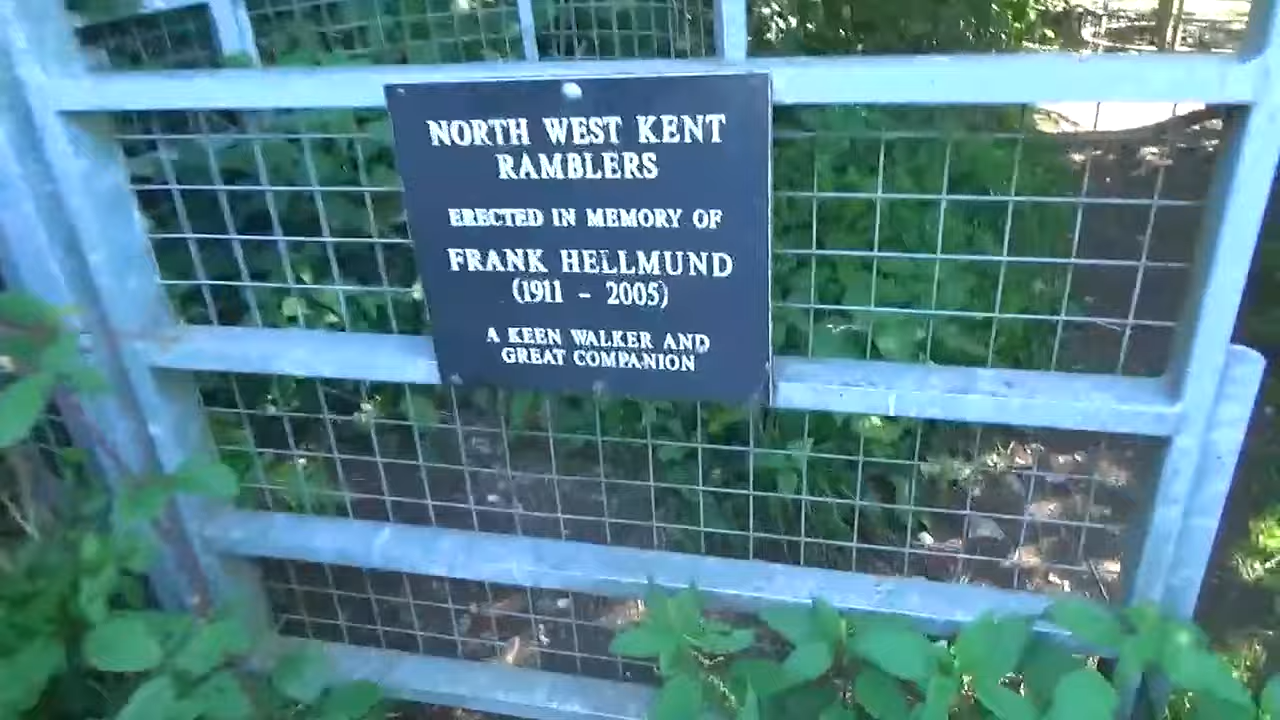 NORTH WEST KENT
RAMBLERS
ERECTED IN MEMORY OF
FRANK HELLMUND
(1911 - 2005)
A KEEN WALKER AND
GREAT COMPANION